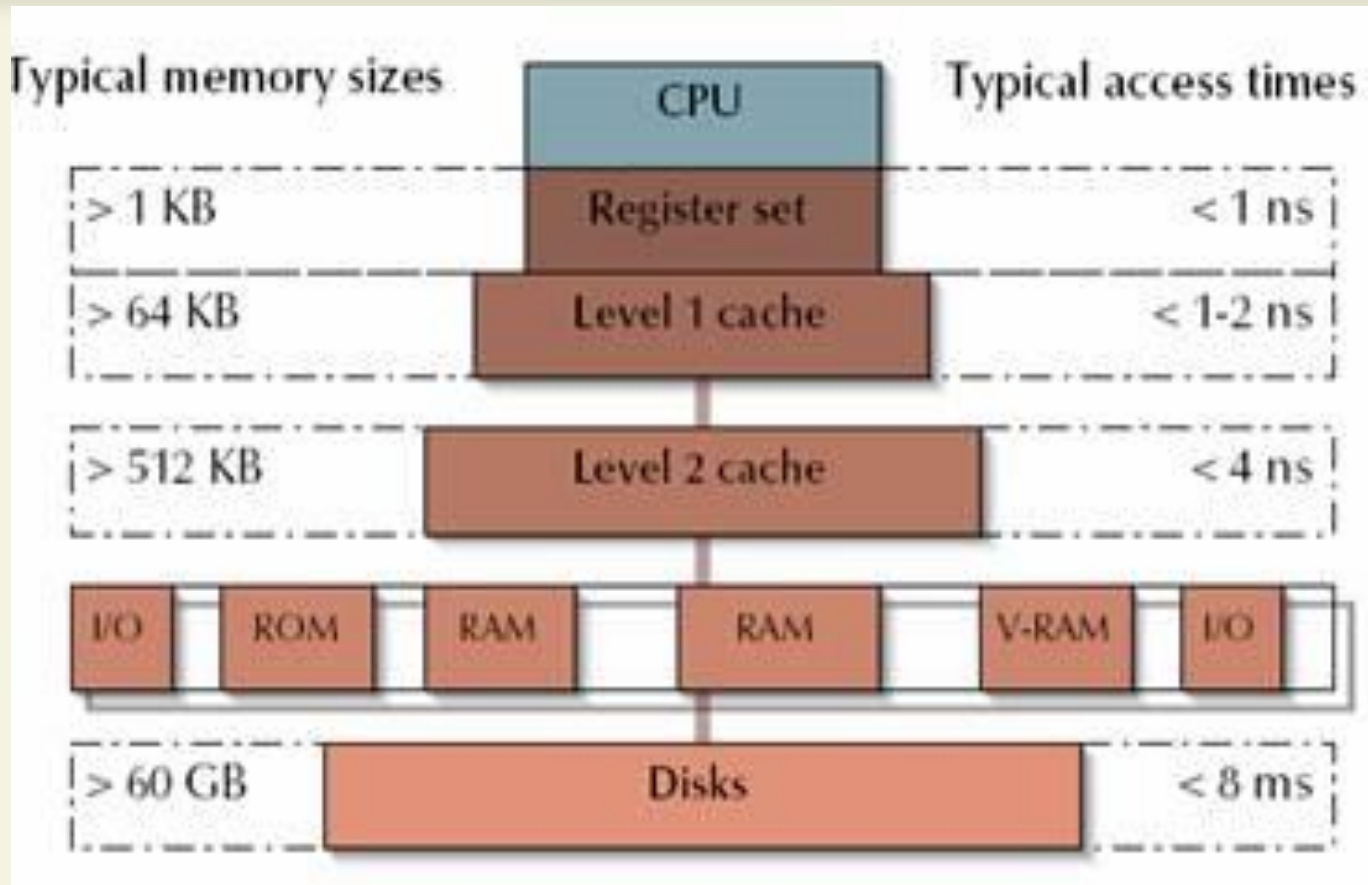 Typical memory sizes
CPU
Typical access times
> 1 KB
Register set
< 1 ns
> 64 KB
Level 1 cache
< 1-2 ns
> 512 KB
Level 2 cache
< 4 ns
I/O
ROM
RAM
RAM
V-RAM
I/O
> 60 GB
Disks
< 8 ms